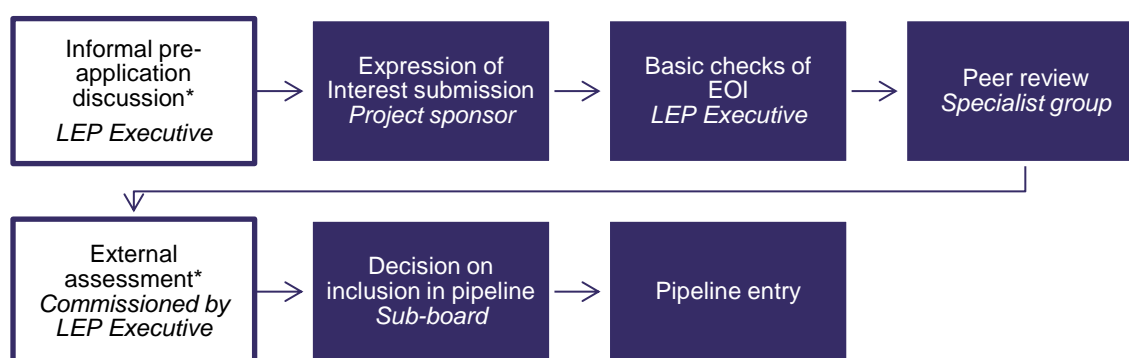 Informal pre-
application
discussion*
LEP Executive
Expression of
Interest submission
Project sponsor
Basic checks of
EOI
LEP Executive
Peer review
Specialist group
External
assessment*
Commissioned by
LEP Executive
Decision on
inclusion in pipeline
Sub-board
Pipeline entry